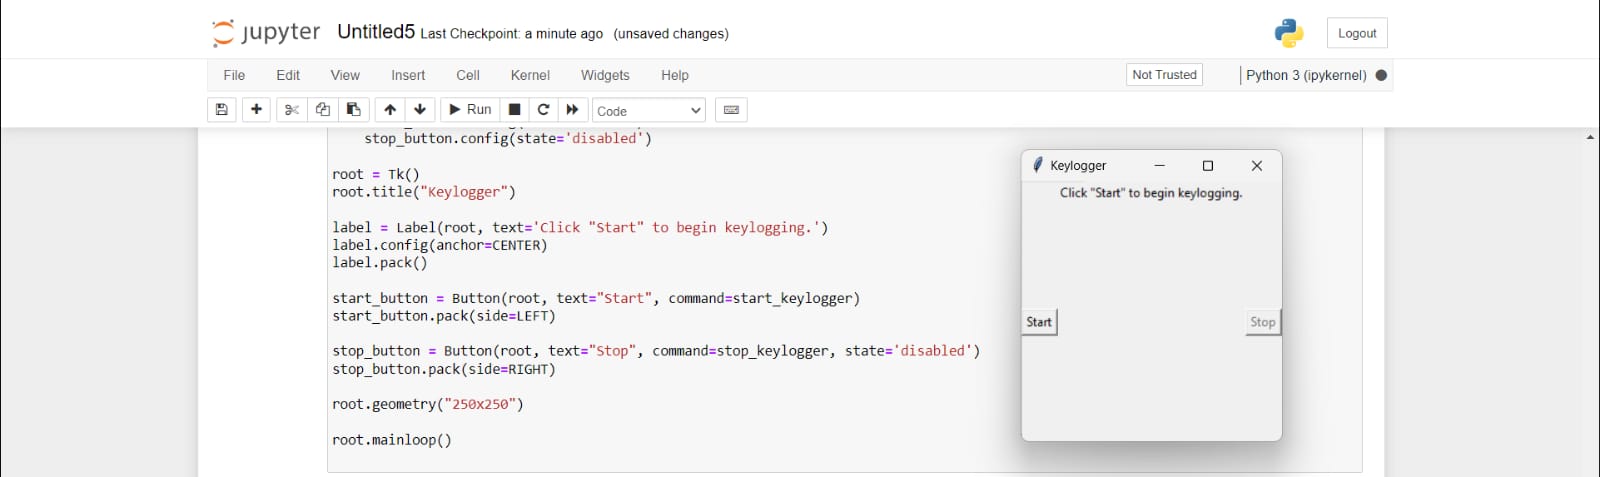 jupyter Untitled5 Last Checkpoint: a minute ago (unsaved changes)
Logout
File Edit View Insert Cell Kernel Widgets Help
Not Trusted Python 3 (ipykernel)
Run Code
stop_button.config(state='disabled')
root = Tk()
root.title("Keylogger")
label = Label(root, text='Click "Start" to begin keylogging.')
label.config(anchor=CENTER)
label.pack()
start_button = Button(root, text="Start", command=start_keylogger)
start_button.pack(side=LEFT)
stop_button = Button(root, text="Stop", command=stop_keylogger, state='disabled')
stop_button.pack(side=RIGHT)
root.geometry("250x250")
root.mainloop()
Keylogger
Click "Start" to begin keylogging.
Start Stop